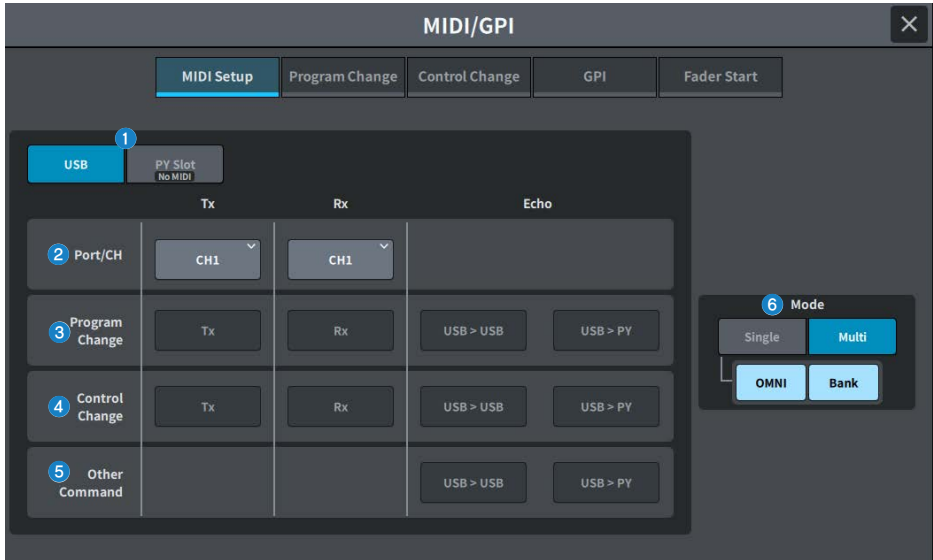 MIDI/GPI
MIDI Setup Program Change Control Change GPI Fader Start
1
USB PY Slot
No MIDI
Tx Rx Echo
2 Port/CH CH1 CH1
6 Mode
Single Multi
OMNI Bank
3 Program
Change
Tx Rx USB > USB USB > PY
4 Control
Change
Tx Rx USB > USB USB > PY
5 Other
Command
USB > USB USB > PY